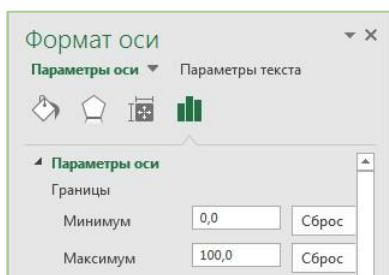 Формат оси
Параметры оси Параметры текста
Параметры оси
Границы
Минимум 0,0 Сброс
Максимум 100,0 Сброс